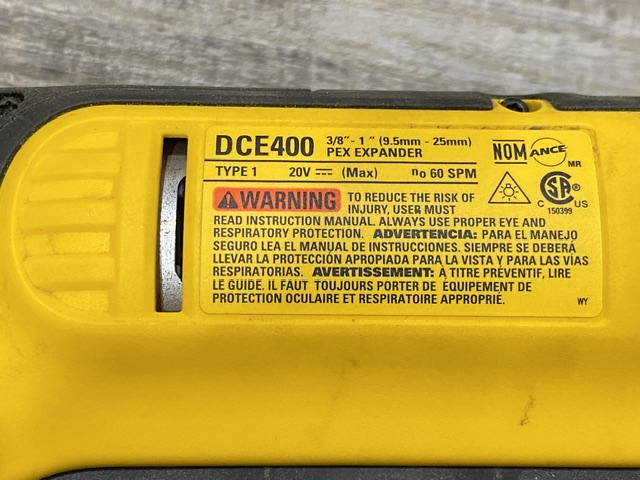 DCE400 3/8"- 1 " (9.5mm - 25mm)
PEX EXPANDER
TYPE 1 20V ⎓ (Max) no 60 SPM
NOM ANCE MR
WARNING TO REDUCE THE RISK OF
INJURY, USER MUST
READ INSTRUCTION MANUAL. ALWAYS USE PROPER EYE AND
RESPIRATORY PROTECTION. ADVERTENCIA: PARA EL MANEJO
SEGURO LEA EL MANUAL DE INSTRUCCIONES. SIEMPRE SE DEBERÁ
LLEVAR LA PROTECCIÓN APROPIADA PARA LA VISTA Y PARA LAS VÍAS
RESPIRATORIAS. AVERTISSEMENT: À TITRE PRÉVENTIF, LIRE
LE GUIDE. IL FAUT TOUJOURS PORTER DE ÉQUIPEMENT DE
PROTECTION OCULAIRE ET RESPIRATOIRE APPROPRIÉ.
C SA US
150399
WY